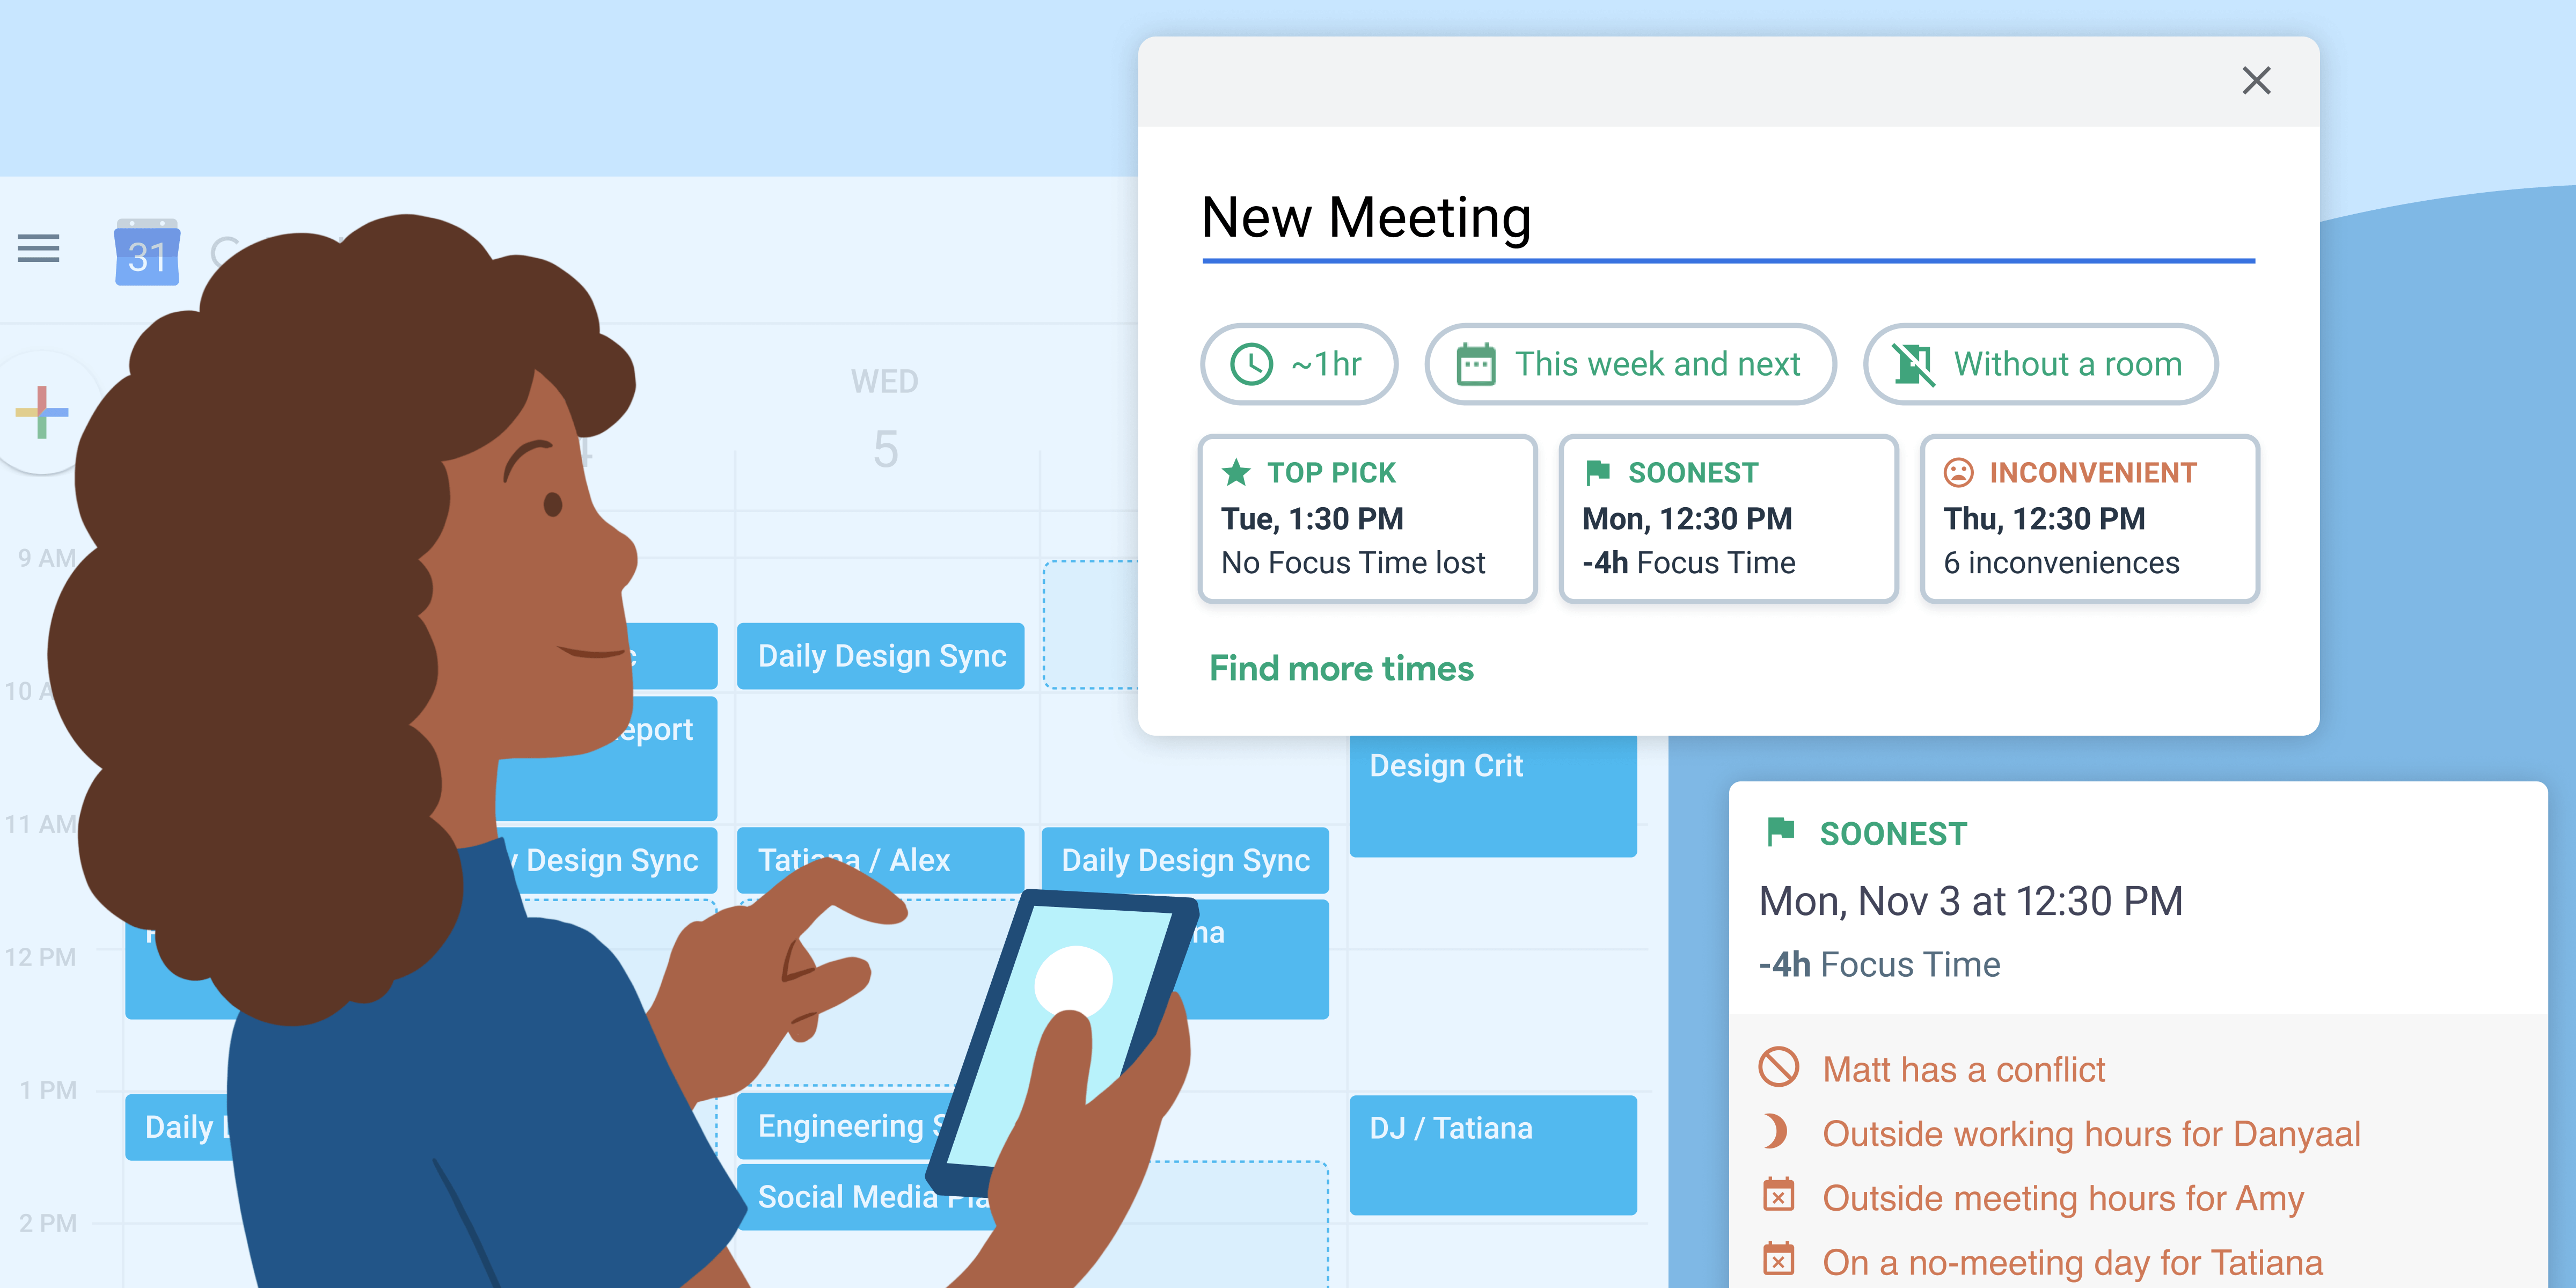 New Meeting
~1hr
This week and next
Without a room
TOP PICK
Tue, 1:30 PM
No Focus Time lost
SOONEST
Mon, 12:30 PM
-4h Focus Time
INCONVENIENT
Thu, 12:30 PM
6 inconveniences
Find more times
31
WED
5
9 AM
10
11 AM
12 PM
1 PM
2 PM
Daily Design Sync
Design Sync
Tatiana / Alex
Daily Design Sync
Design Crit
Daily
Engineering
Social Media
DJ / Tatiana
SOONEST
Mon, Nov 3 at 12:30 PM
-4h Focus Time
Matt has a conflict
Outside working hours for Danyaal
Outside meeting hours for Amy
On a no-meeting day for Tatiana